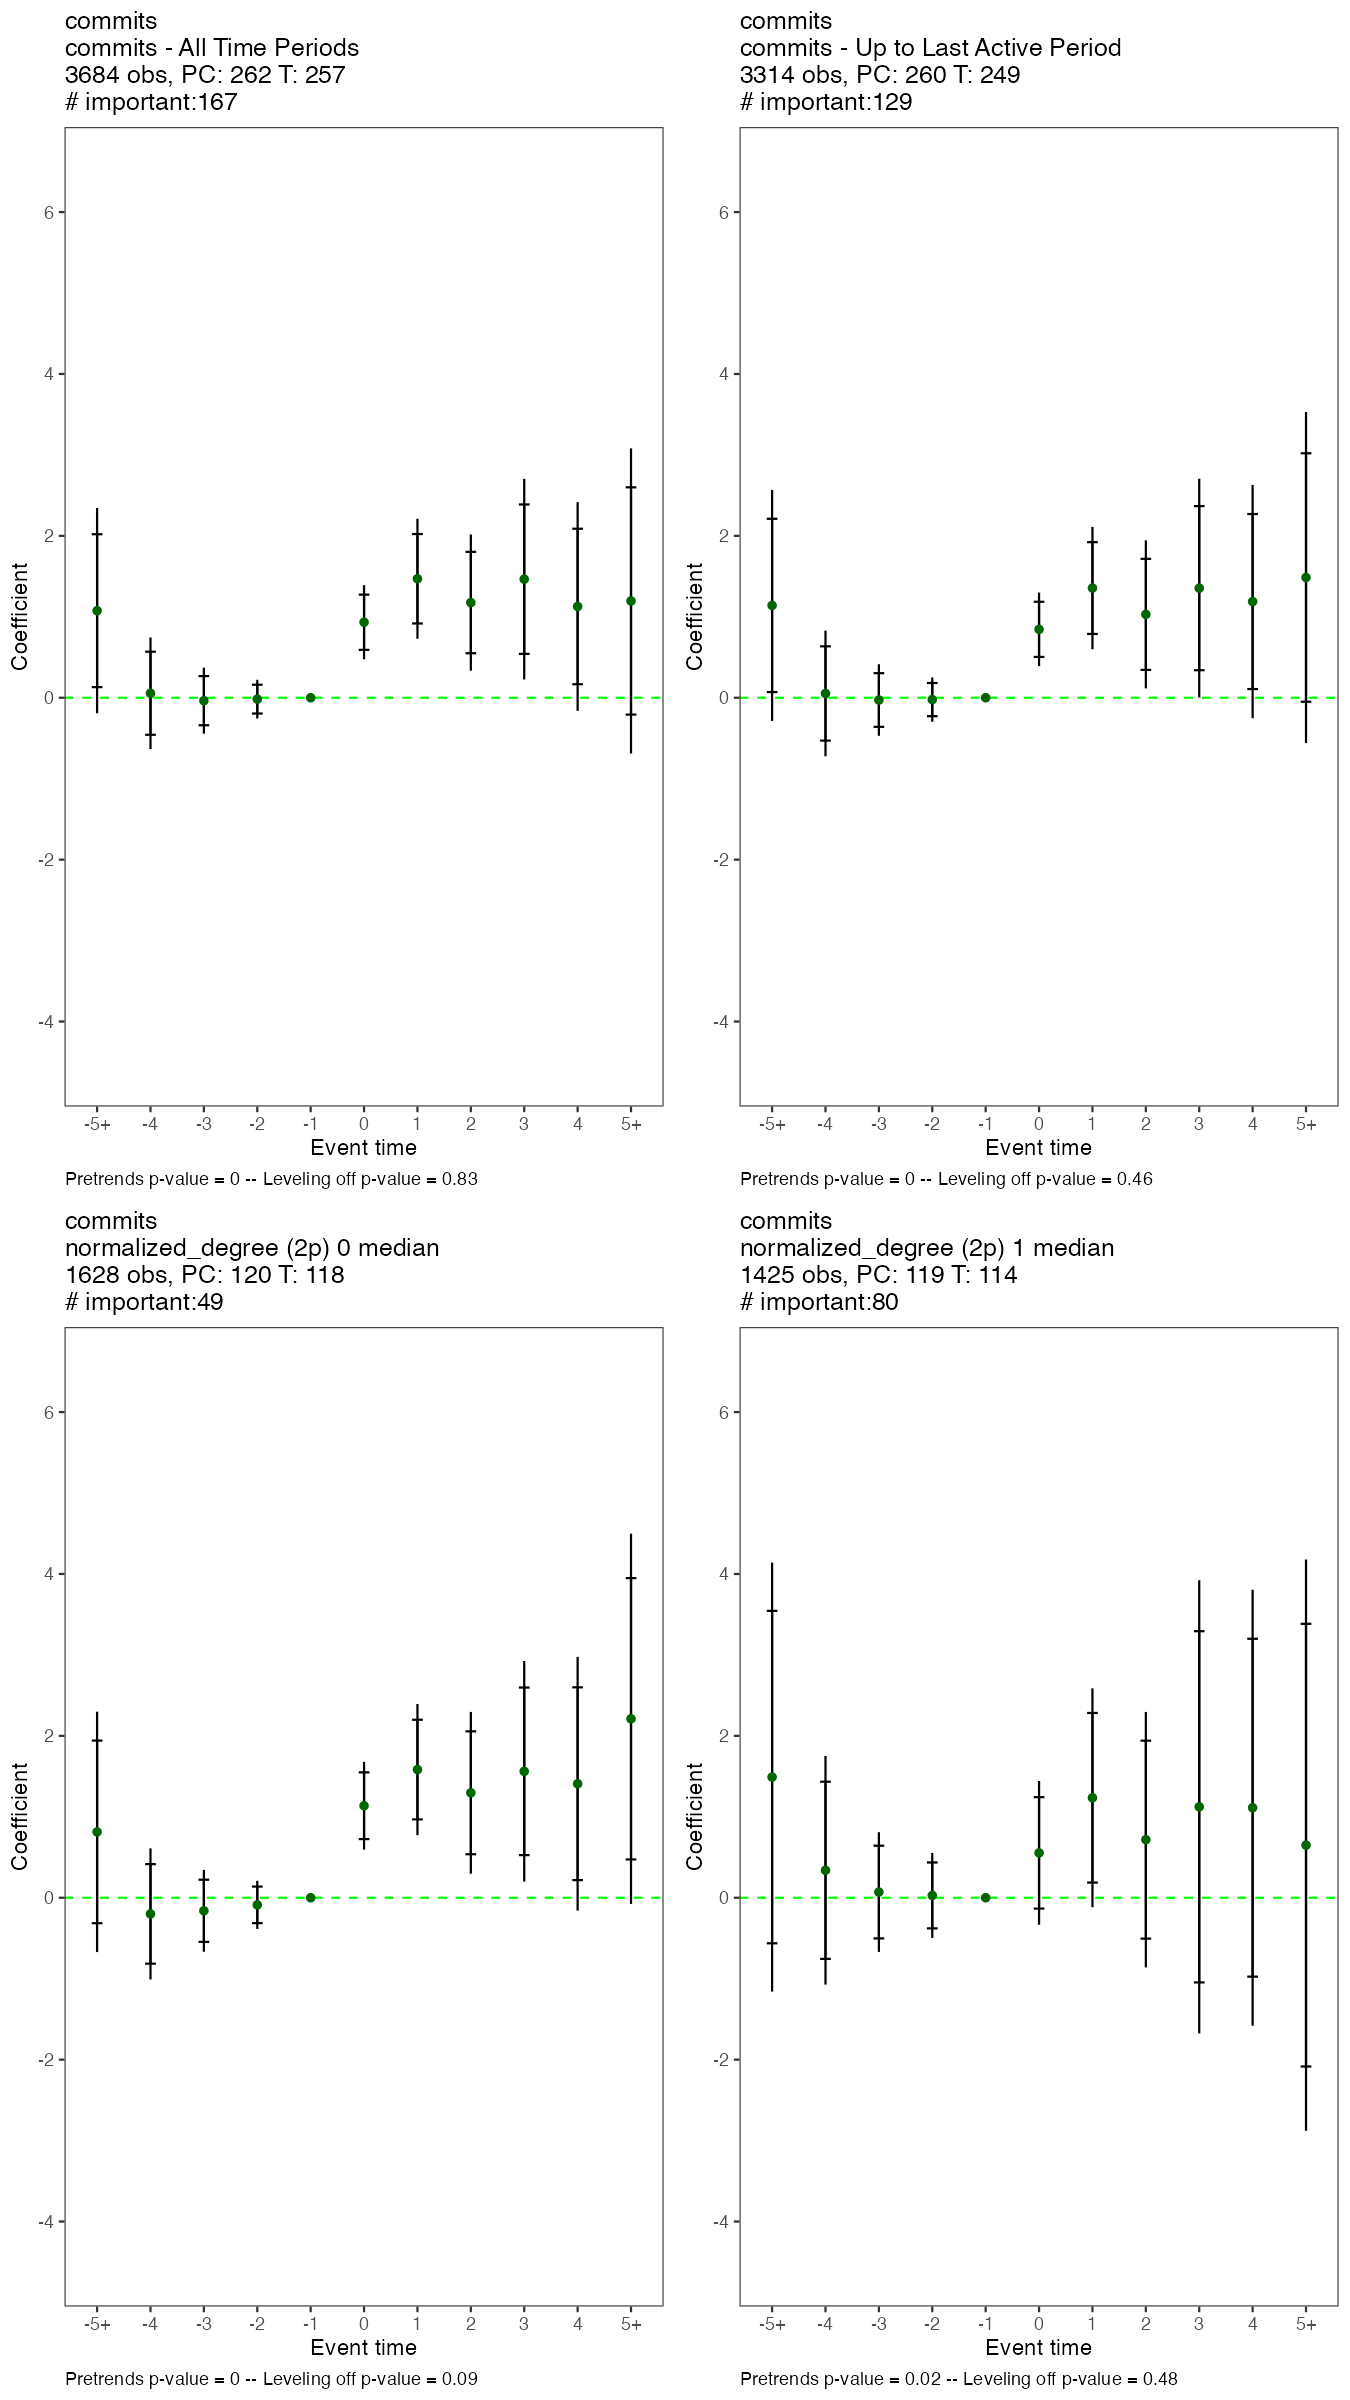 commits
commits - All Time Periods
3684 obs, PC: 262 T: 257
# important:167
6
4
2
0
-2
-4
Coefficient
-5+ -4 -3 -2 -1 0 1 2 3 4 5+
Event time
Pretrends p-value = 0 -- Leveling off p-value = 0.83
commits
commits - Up to Last Active Period
3314 obs, PC: 260 T: 249
# important:129
6
4
2
0
-2
-4
Coefficient
-5+ -4 -3 -2 -1 0 1 2 3 4 5+
Event time
Pretrends p-value = 0 -- Leveling off p-value = 0.46
commits
normalized_degree (2p) 0 median
1628 obs, PC: 120 T: 118
# important:49
6
4
2
0
-2
-4
Coefficient
-5+ -4 -3 -2 -1 0 1 2 3 4 5+
Event time
Pretrends p-value = 0 -- Leveling off p-value = 0.09
commits
normalized_degree (2p) 1 median
1425 obs, PC: 119 T: 114
# important:80
6
4
2
0
-2
-4
Coefficient
-5+ -4 -3 -2 -1 0 1 2 3 4 5+
Event time
Pretrends p-value = 0.02 -- Leveling off p-value = 0.48